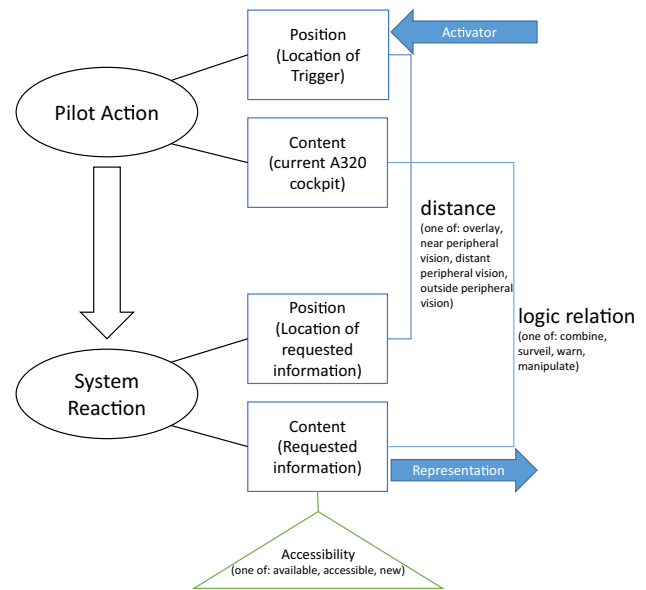 Position
(Location of
Trigger)
Activator
Pilot Action
Content
(current A320
cockpit)
distance
(one of: overlay,
near peripheral
vision, distant
peripheral vision,
outside peripheral
vision)
logic relation
(one of: combine,
surveil, warn,
manipulate)
Position
(Location of
requested
information)
System
Reaction
Content
(Requested
information)
Representation
Accessibility
(one of: available, accessible, new)